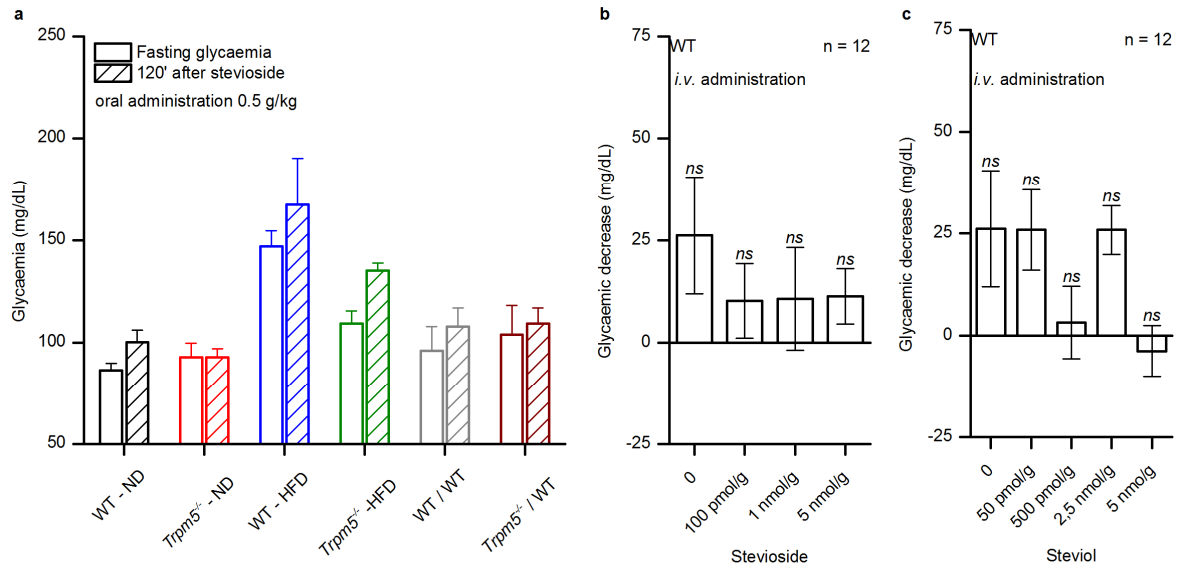 a
250
200
150
100
50
Glycaemia (mg/dL)
Fasting glycaemia
120' after stevioside
oral administration 0.5 g/kg
WT - ND
Trpm5-/- - ND
WT - HFD
Trpm5-/- -HFD
WT / WT
Trpm5-/- / WT
b
75
50
25
0
-25
Glycaemic decrease (mg/dL)
WT
n = 12
i.v. administration
ns
ns
ns
ns
0
100 pmol/g
1 nmol/g
5 nmol/g
Stevioside
c
75
50
25
0
-25
Glycaemic decrease (mg/dL)
WT
n = 12
i.v. administration
ns
ns
ns
ns
ns
0
50 pmol/g
500 pmol/g
2,5 nmol/g
5 nmol/g
Steviol